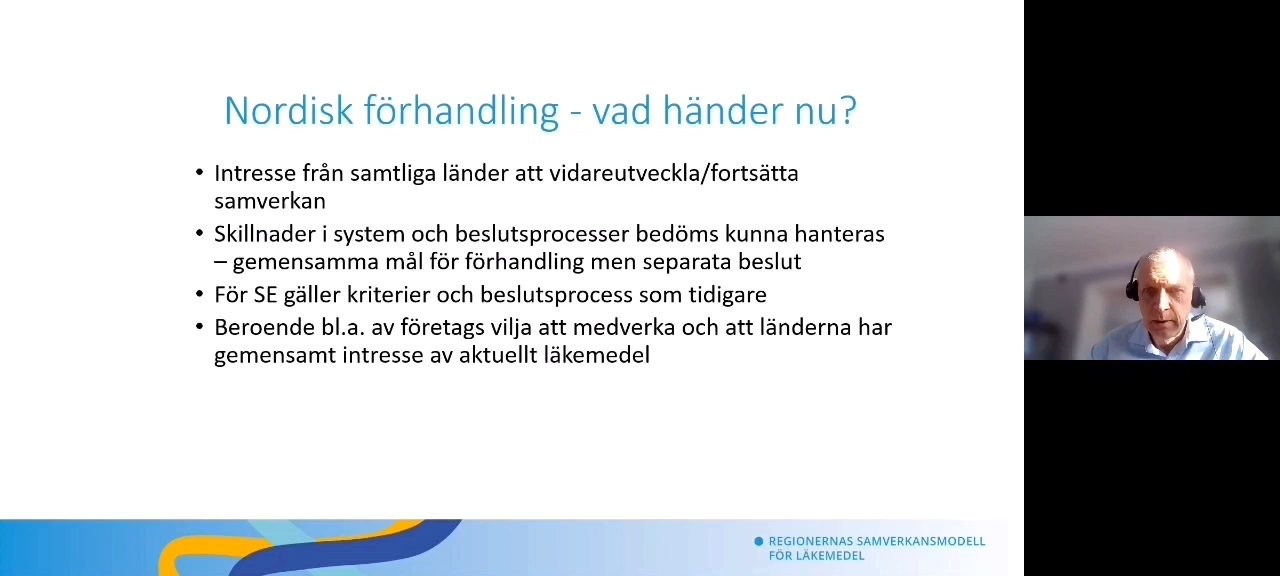 Nordisk förhandling - vad händer nu?
• Intresse från samtliga länder att vidareutveckla/fortsätta
samverkan
• Skillnader i system och beslutsprocesser bedöms kunna hanteras
– gemensamma mål för förhandling men separata beslut
• För SE gäller kriterier och beslutsprocess som tidigare
• Beroende bl.a. av företags vilja att medverka och att länderna har
gemensamt intresse av aktuellt läkemedel
REGIONERNAS SAMVERKANSMODELL
FÖR LÄKEMEDEL